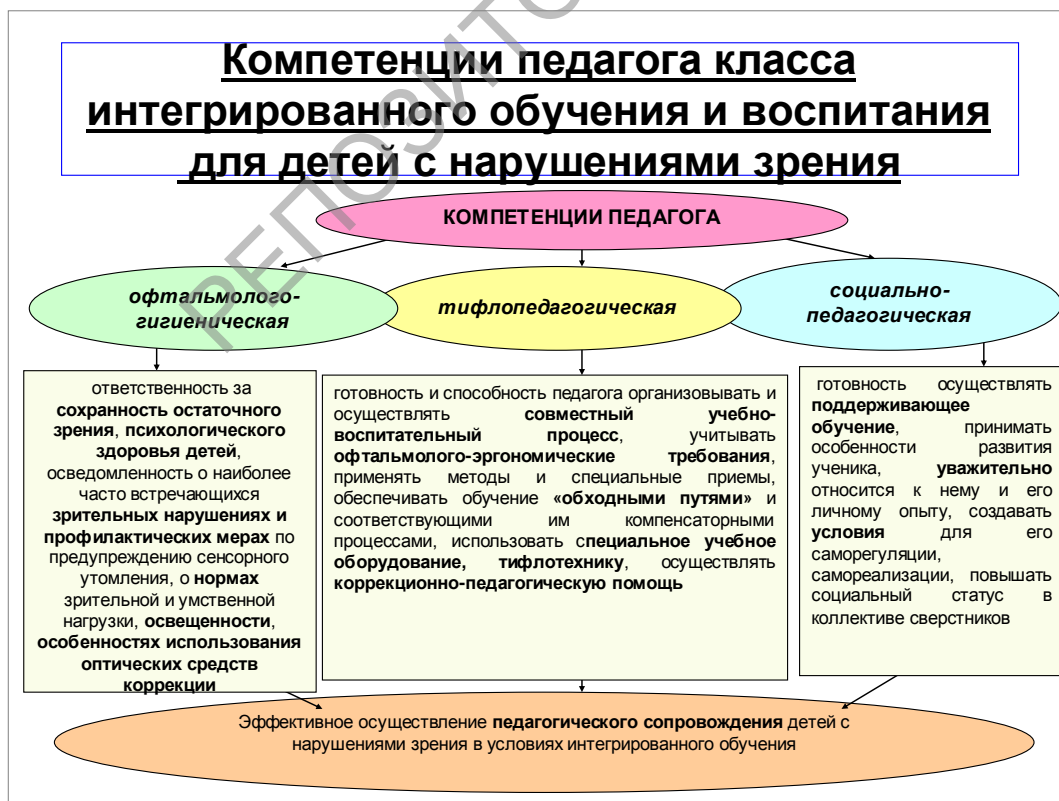 Компетенции педагога класса
интегрированного обучения и воспитания
для детей с нарушениями зрения
КОМПЕТЕНЦИИ ПЕДАГОГА
офтальмолого-
гигиеническая
тифлопедагогическая
социально-
педагогическая
ответственность за
сохранность остаточного
зрения, психологического
здоровья детей,
осведомленность о наиболее
часто встречающихся
зрительных нарушениях и
профилактических мерах по
предупреждению сенсорного
утомления, о нормах
зрительной и умственной
нагрузки, освещенности,
особенностях использования
оптических средств
коррекции
готовность и способность педагога организовывать и
осуществлять совместный учебно-
воспитательный процесс, учитывать
офтальмолого-эргономические требования,
применять методы и специальные приемы,
обеспечивать обучение «обходными путями» и
соответствующими им компенсаторными
процессами, использовать специальное учебное
оборудование, тифлотехнику, осуществлять
коррекционно-педагогическую помощь
готовность осуществлять
поддерживающее
обучение, принимать
особенности развития
ученика, уважительно
относится к нему и его
личному опыту, создавать
условия для его
саморегуляции,
самореализации, повышать
социальный статус в
коллективе сверстников
Эффективное осуществление педагогического сопровождения детей с
нарушениями зрения в условиях интегрированного обучения